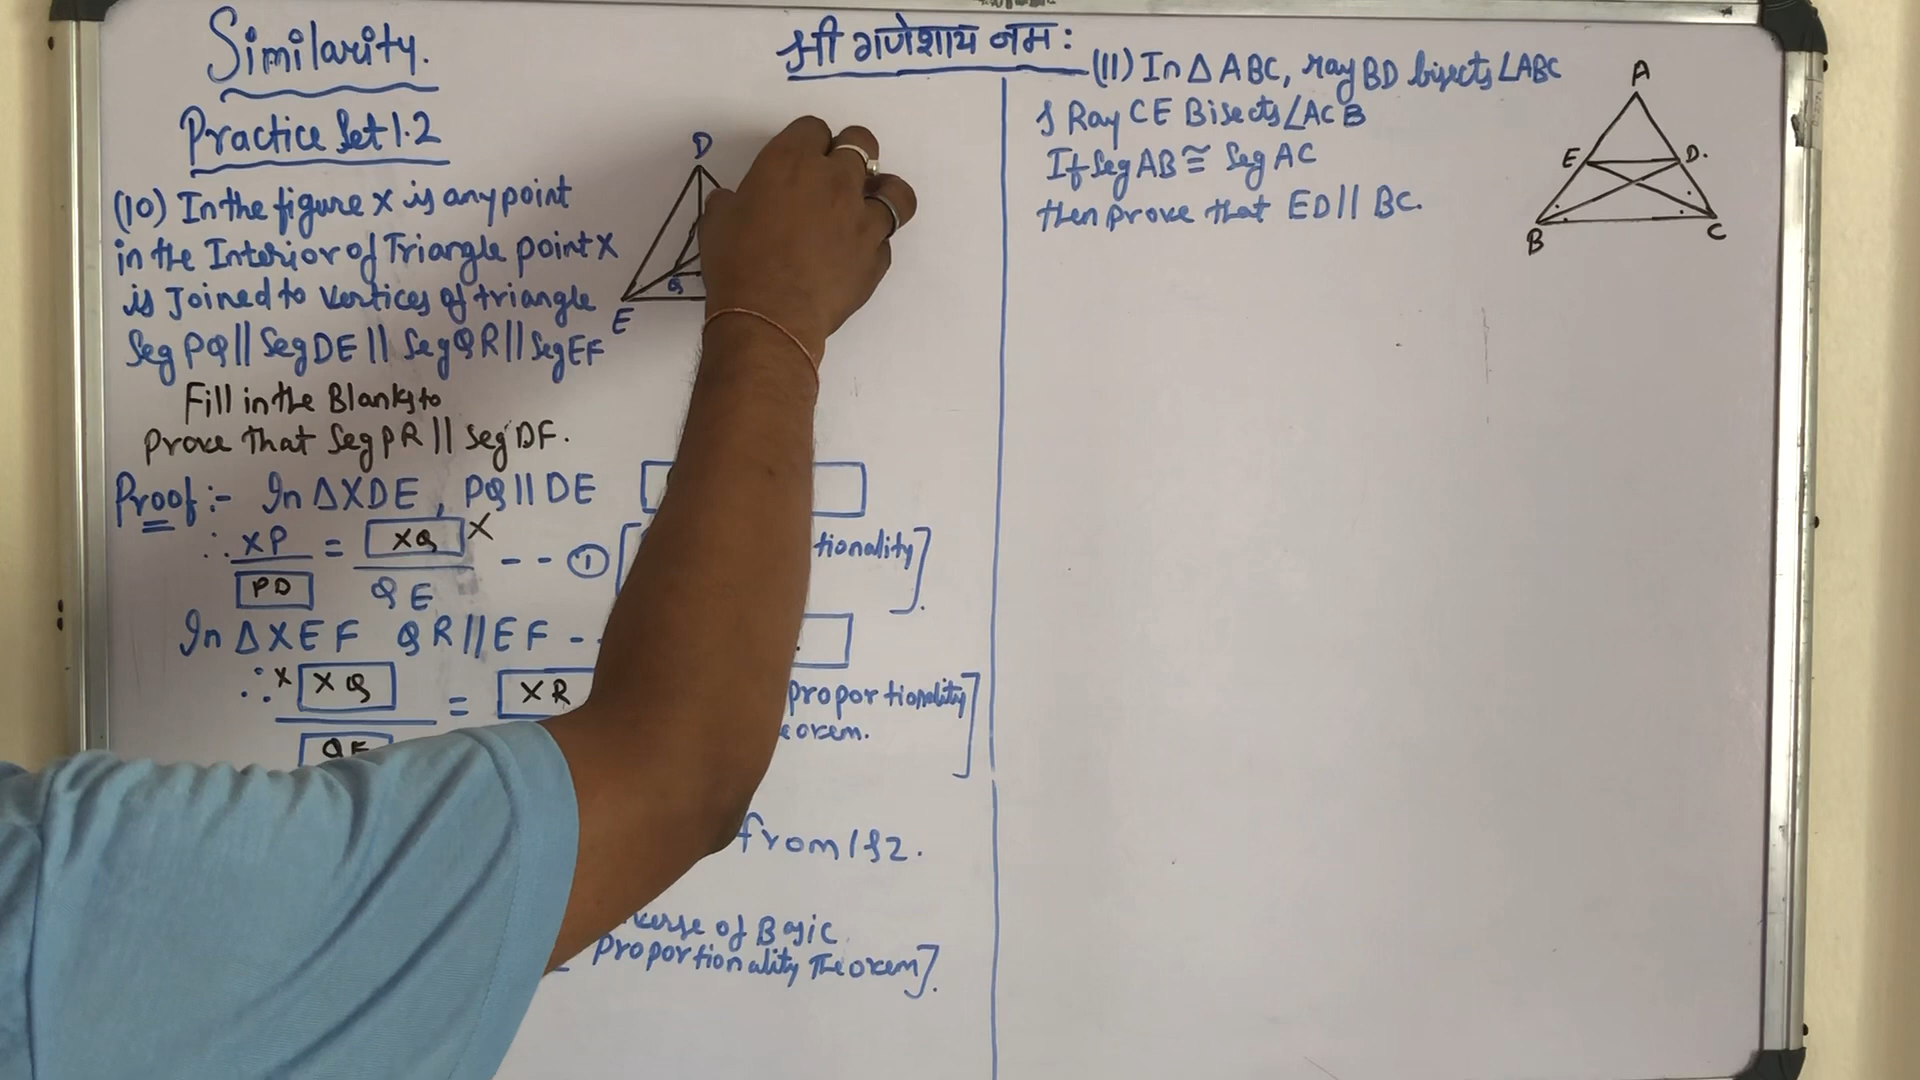 Similarity.
श्री गणेशाय नमः
Practice Set 1.2
(10) In the figure X is any point
in the Interior of Triangle point X
is Joined to vertices of triangle
Seg PQ || Seg DE || Seg QR || Seg EF
Fill in the Blanks to
Prove that Seg PR || Seg DF.
D
E
Q
Proof :- In △XDE, PQ || DE
∴ XP / PD = XQ / QE X -- ① [
tionality].
In △XEF QR || EF --
∴ X XQ / QE = XR
proportionality]
eorem.
from 1 & 2.
verse of Basic
Proportionality Theorem].
(11) In △ ABC, ray BD bisects ∠ABC
& Ray CE Bisects ∠ACB
If Seg AB ≅ Seg AC
then prove that ED || BC.
A
E D.
B C